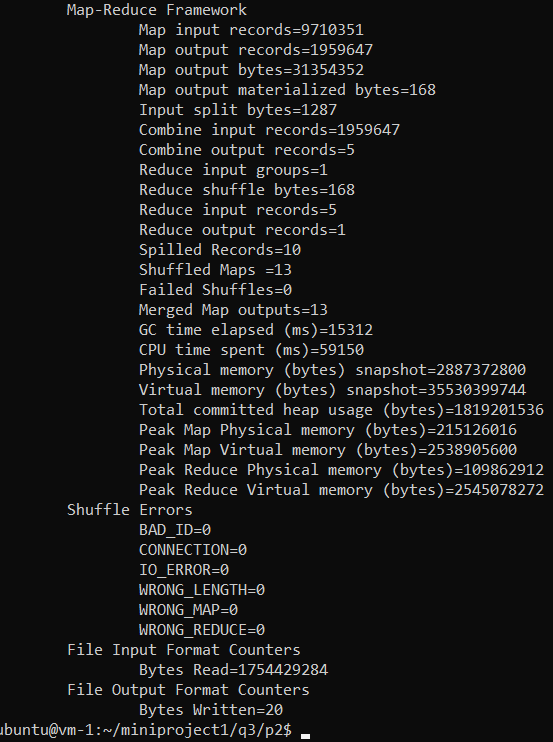 Map-Reduce Framework
Map input records=9710351
Map output records=1959647
Map output bytes=31354352
Map output materialized bytes=168
Input split bytes=1287
Combine input records=1959647
Combine output records=5
Reduce input groups=1
Reduce shuffle bytes=168
Reduce input records=5
Reduce output records=1
Spilled Records=10
Shuffled Maps =13
Failed Shuffles=0
Merged Map outputs=13
GC time elapsed (ms)=15312
CPU time spent (ms)=59150
Physical memory (bytes) snapshot=2887372800
Virtual memory (bytes) snapshot=35530399744
Total committed heap usage (bytes)=1819201536
Peak Map Physical memory (bytes)=215126016
Peak Map Virtual memory (bytes)=2538905600
Peak Reduce Physical memory (bytes)=109862912
Peak Reduce Virtual memory (bytes)=2545078272
Shuffle Errors
BAD_ID=0
CONNECTION=0
IO_ERROR=0
WRONG_LENGTH=0
WRONG_MAP=0
WRONG_REDUCE=0
File Input Format Counters
Bytes Read=1754429284
File Output Format Counters
Bytes Written=20
ubuntu@vm-1:~/miniproject1/q3/p2$